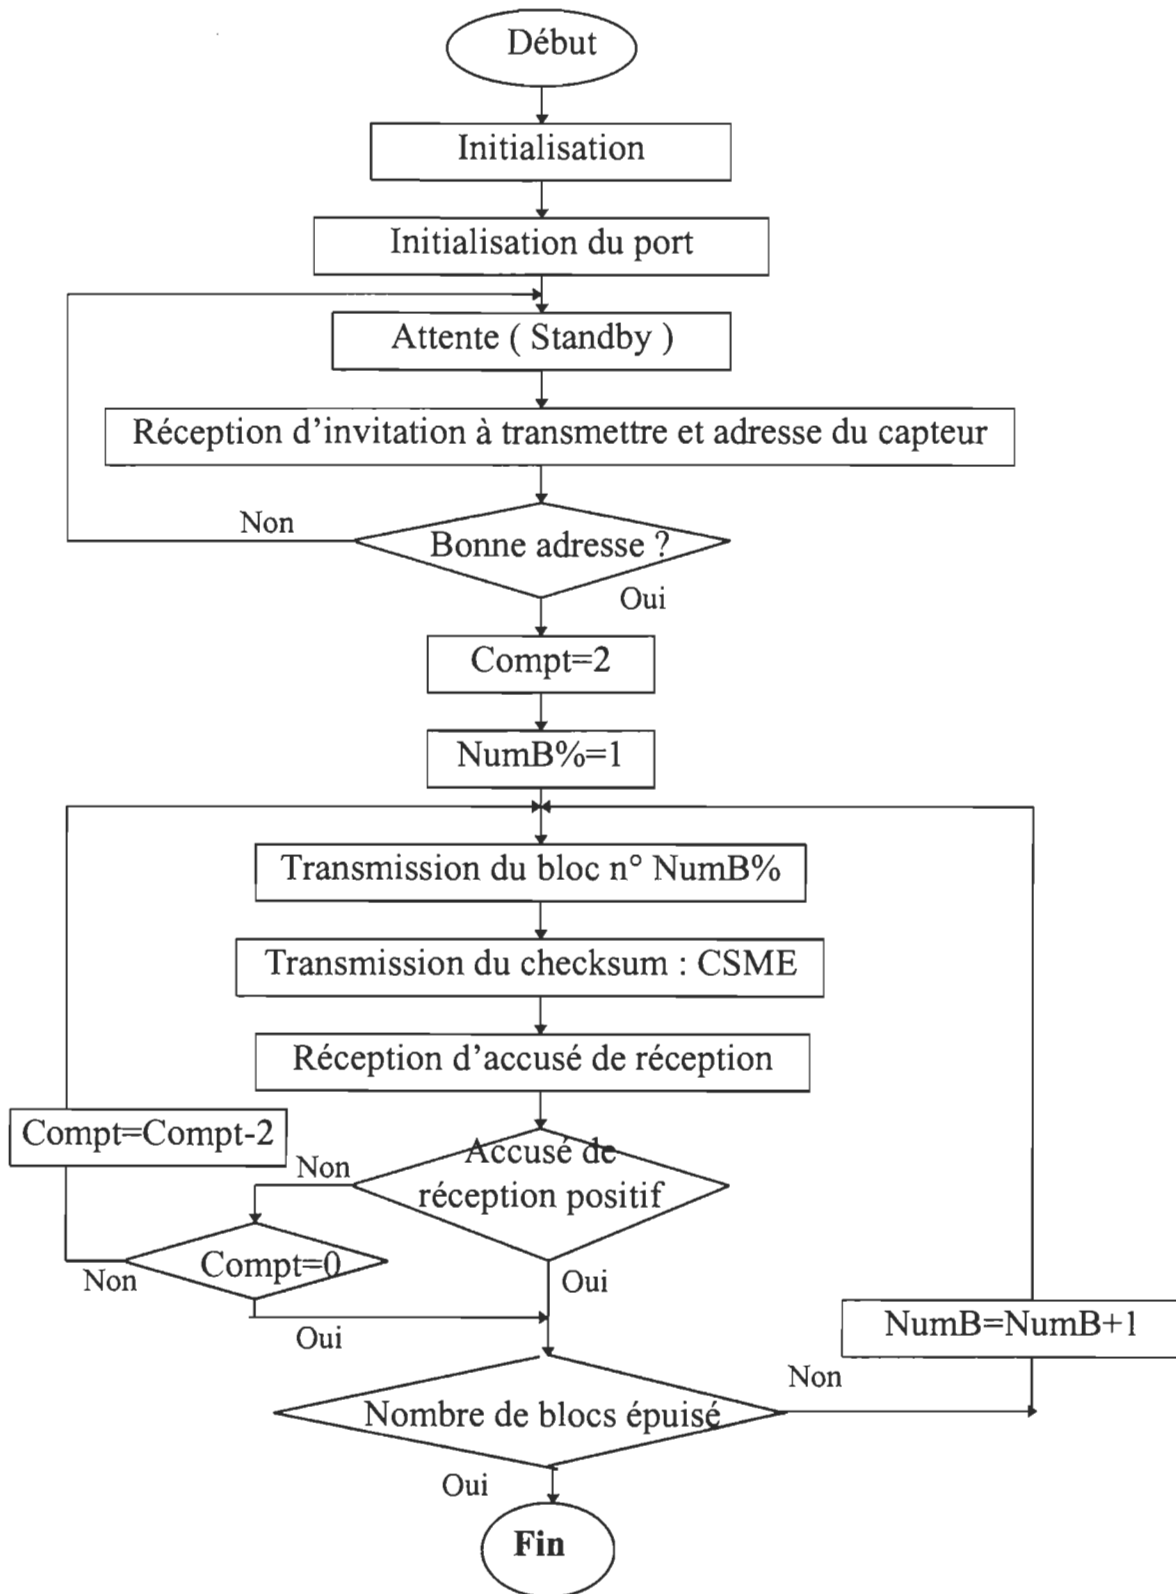 Début
Initialisation
Initialisation du port
Attente ( Standby )
Réception d’invitation à transmettre et adresse du capteur
Non
Bonne adresse ?
Oui
Compt=2
NumB%=1
Transmission du bloc n° NumB%
Transmission du checksum : CSME
Réception d’accusé de réception
Compt=Compt-2
Accusé de
réception positif
Non
Compt=0
Non
Oui
Oui
NumB=NumB+1
Non
Nombre de blocs épuisé
Oui
Fin